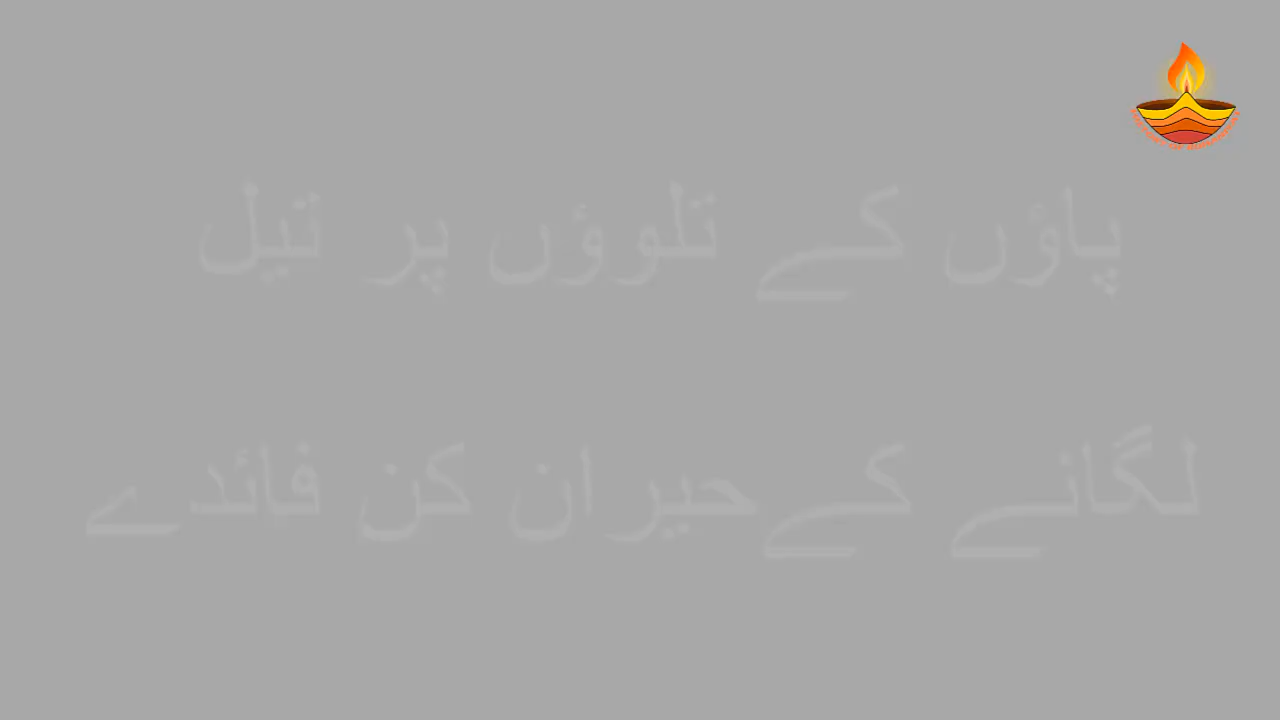 پاؤں کے تلوؤں پر تیل
لگانے کے حیران کن فائدے